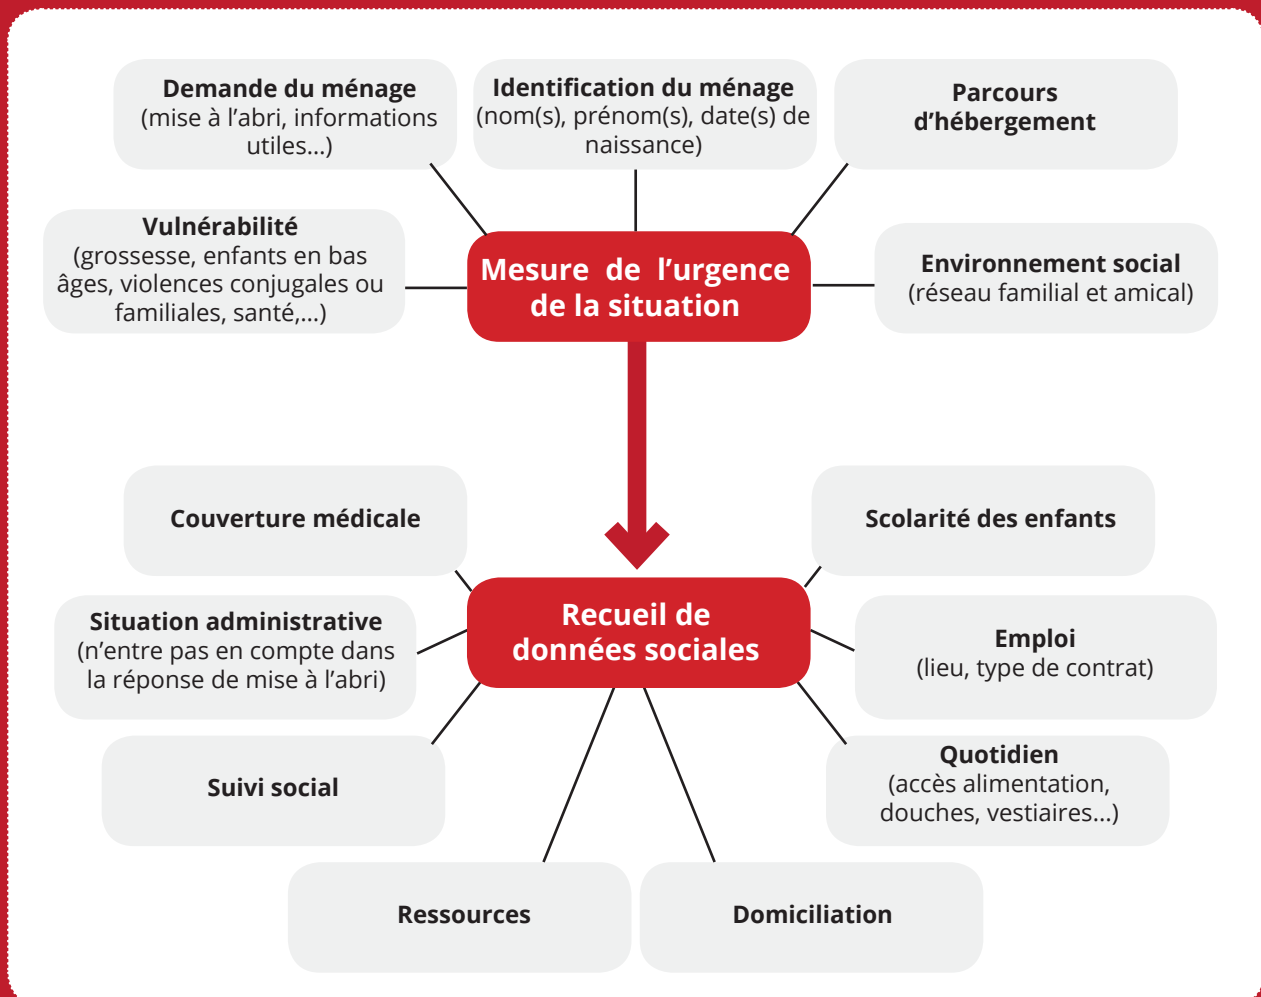 Demande du ménage
(mise à l’abri, informations
utiles...)
Identification du ménage
(nom(s), prénom(s), date(s) de
naissance)
Parcours
d’hébergement
Vulnérabilité
(grossesse, enfants en bas
âges, violences conjugales ou
familiales, santé,...)
Mesure de l’urgence
de la situation
Environnement social
(réseau familial et amical)
Couverture médicale
Scolarité des enfants
Situation administrative
(n’entre pas en compte dans
la réponse de mise à l’abri)
Recueil de
données sociales
Emploi
(lieu, type de contrat)
Suivi social
Quotidien
(accès alimentation,
douches, vestiaires...)
Ressources
Domiciliation